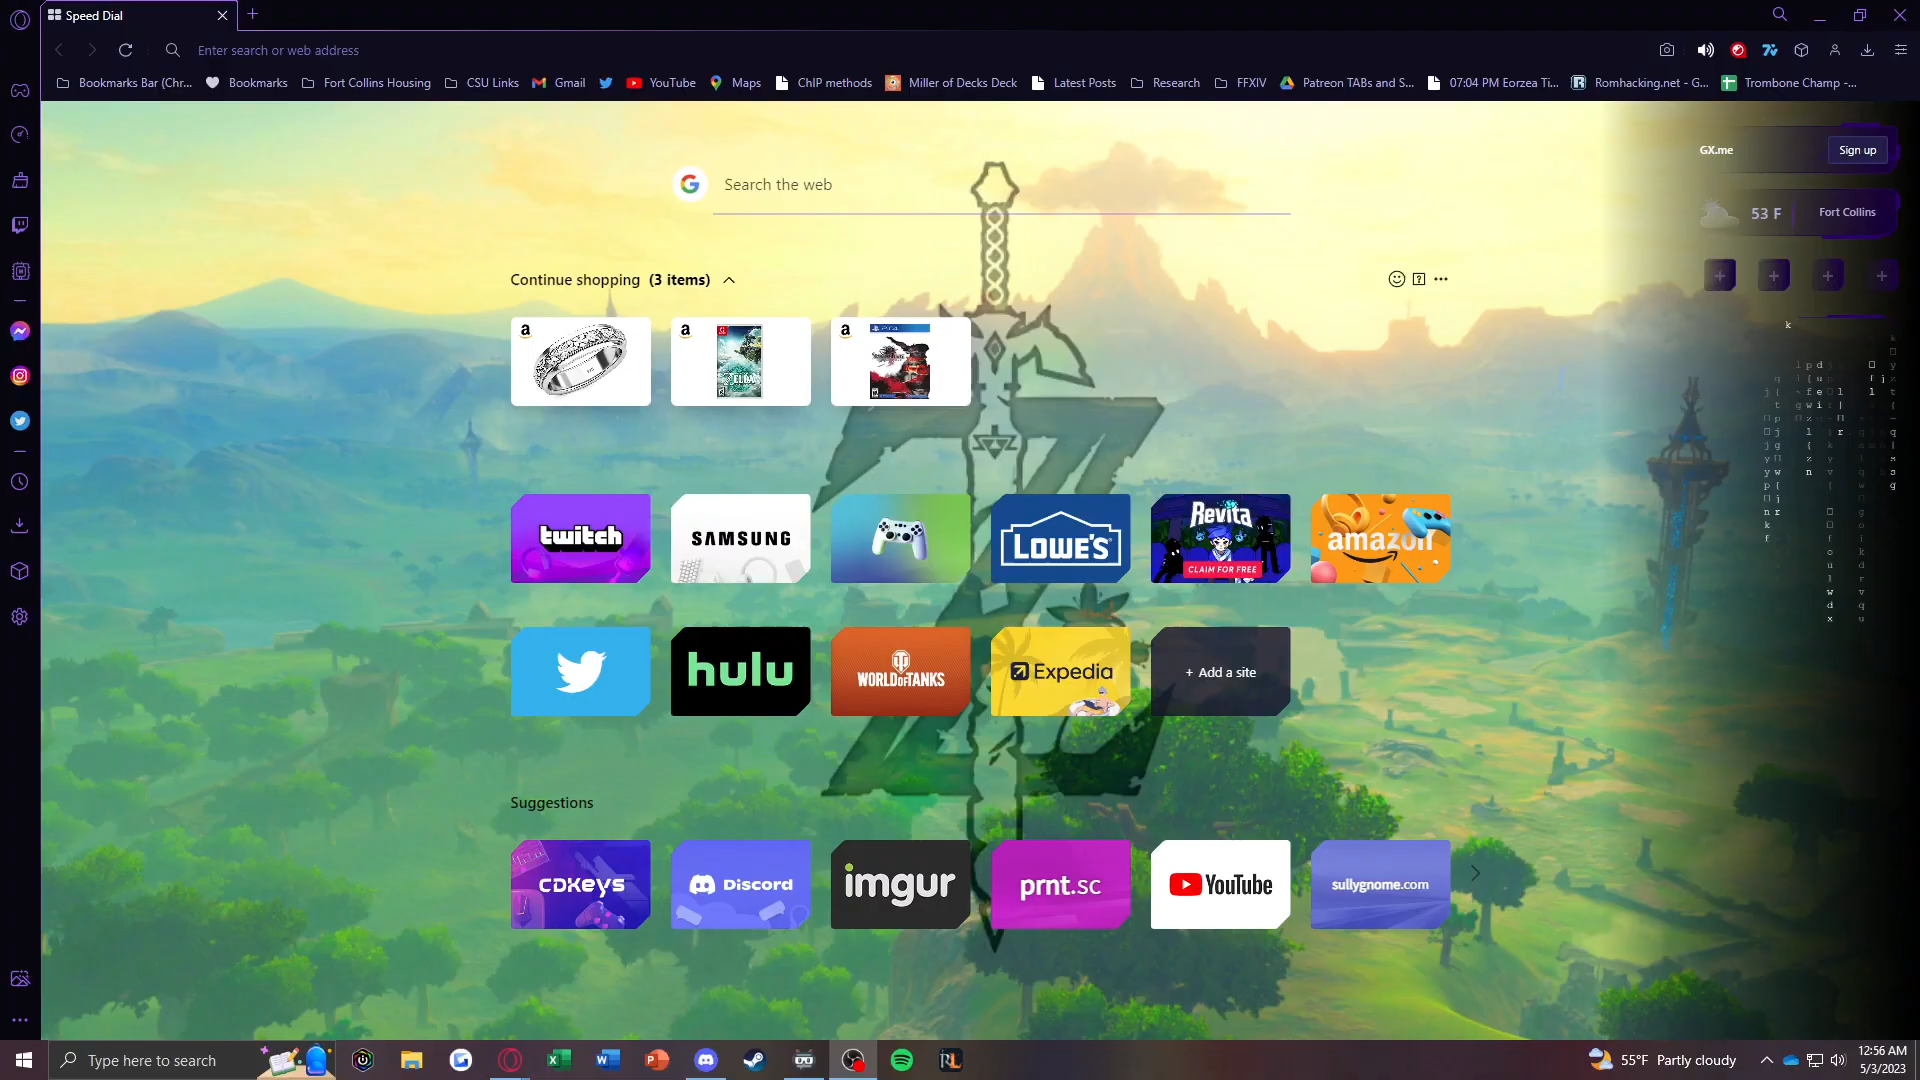 Speed Dial
Enter search or web address
Bookmarks Bar (Chr...
Bookmarks
Fort Collins Housing
CSU Links
Gmail
YouTube
Maps
ChIP methods
Miller of Decks Deck
Latest Posts
Research
FFXIV
Patreon TABs and S...
07:04 PM Eorzea Ti...
Romhacking.net - G...
Trombone Champ -...
GX.me
Sign up
Search the web
53 F
Fort Collins
Continue shopping (3 items)
a
a
a
ZELDA
twitch
SAMSUNG
LOWE'S
Revita
CLAIM FOR FREE
amazon
hulu
WORLD OF TANKS
Expedia
+ Add a site
Suggestions
CDKeys
Discord
imgur
prnt.sc
YouTube
sullygnome.com
Type here to search
55°F Partly cloudy
12:56 AM
5/3/2023